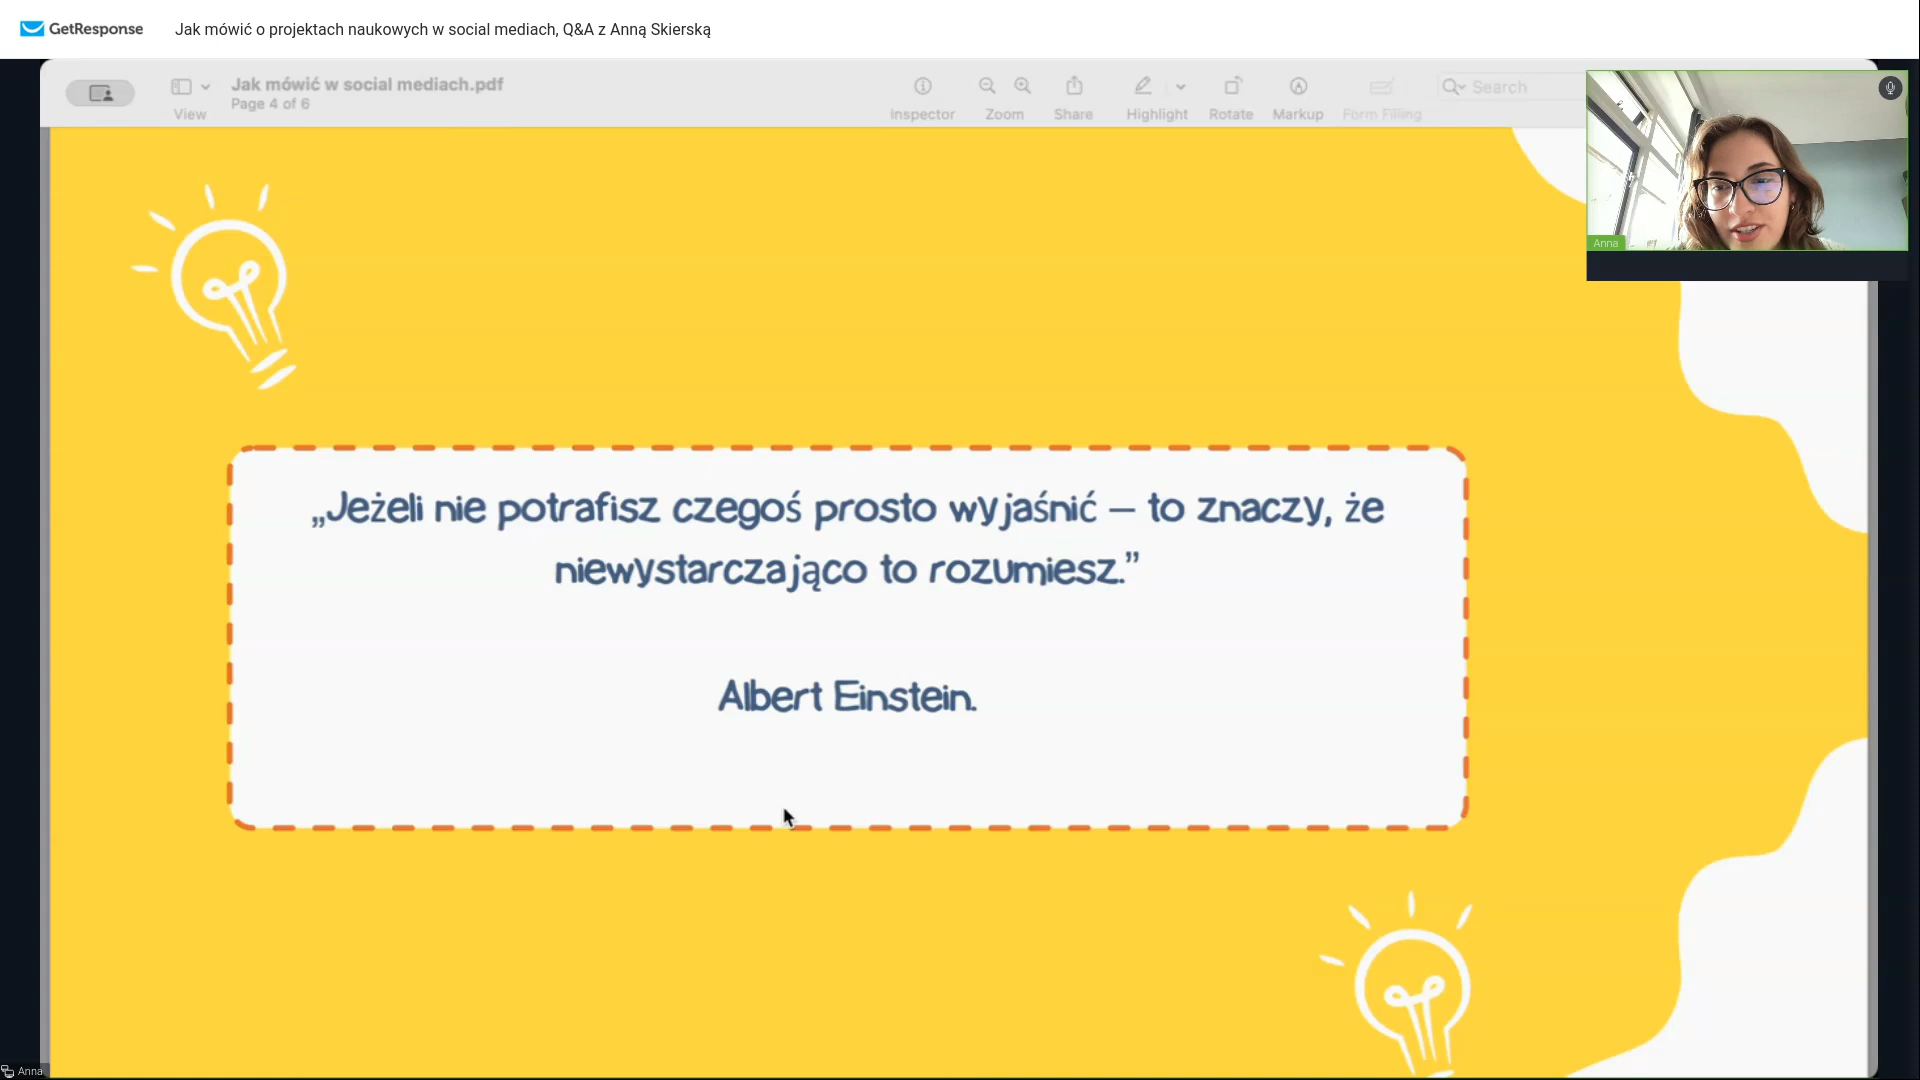 GetResponse
Jak mówić o projektach naukowych w social mediach, Q&A z Anną Skierską
Jak mówić w social mediach.pdf
Page 4 of 6
View
Inspector
Zoom
Share
Highlight
Rotate
Markup
Form Filling
Search
Anna
„Jeżeli nie potrafisz czegoś prosto wyjaśnić – to znaczy, że
niewystarczająco to rozumiesz.”
Albert Einstein.
Anna